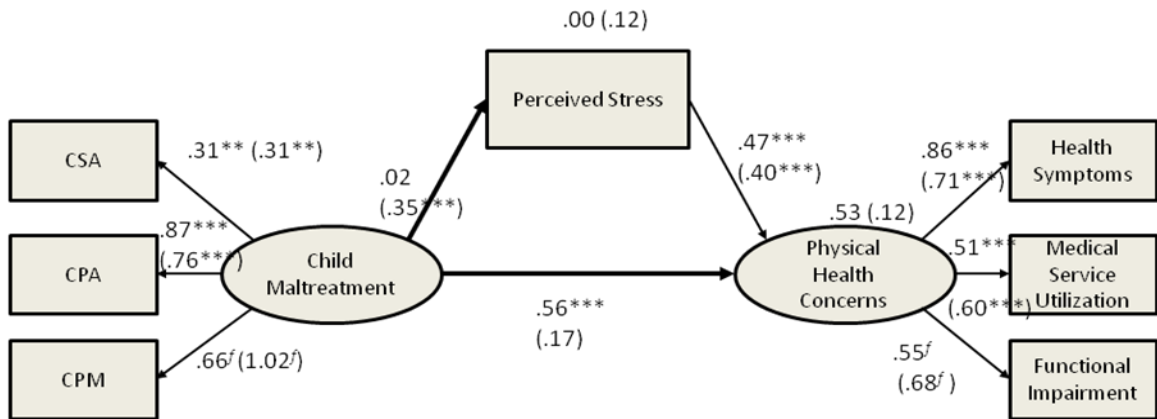 .00 (.12)
Perceived Stress
CSA
.31** (.31**)
.47***
(.40***)
.86***
(.71***)
Health
Symptoms
.02
(.35***)
.87***
(.76***)
CPA
Child
Maltreatment
.53 (.12)
Physical
Health
Concerns
.51***
(.60***)
Medical
Service
Utilization
.56***
(.17)
CPM
.66ᶠ (1.02ᶠ)
.55ᶠ
(.68ᶠ )
Functional
Impairment